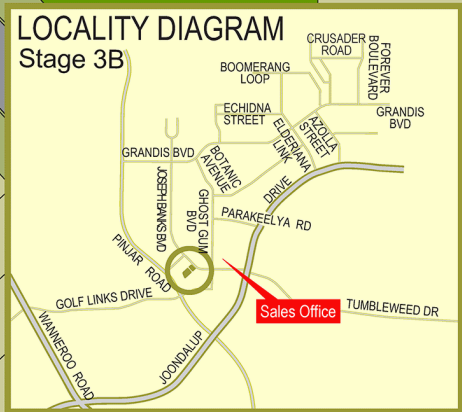 LOCALITY DIAGRAM
Stage 3B
CRUSADER
ROAD
FOREVER
BOULEVARD
BOOMERANG
LOOP
ECHIDNA
STREET
GRANDIS
BVD
AZOLLA
STREET
ELDERIANA
LINK
GRANDIS BVD
BOTANIC
AVENUE
JOSEPH BANKS BVD
GHOST GUM
BVD
DRIVE
PARAKEELYA RD
PINJAR ROAD
GOLF LINKS DRIVE
Sales Office
TUMBLEWEED DR
WANNEROO ROAD
JOONDALUP